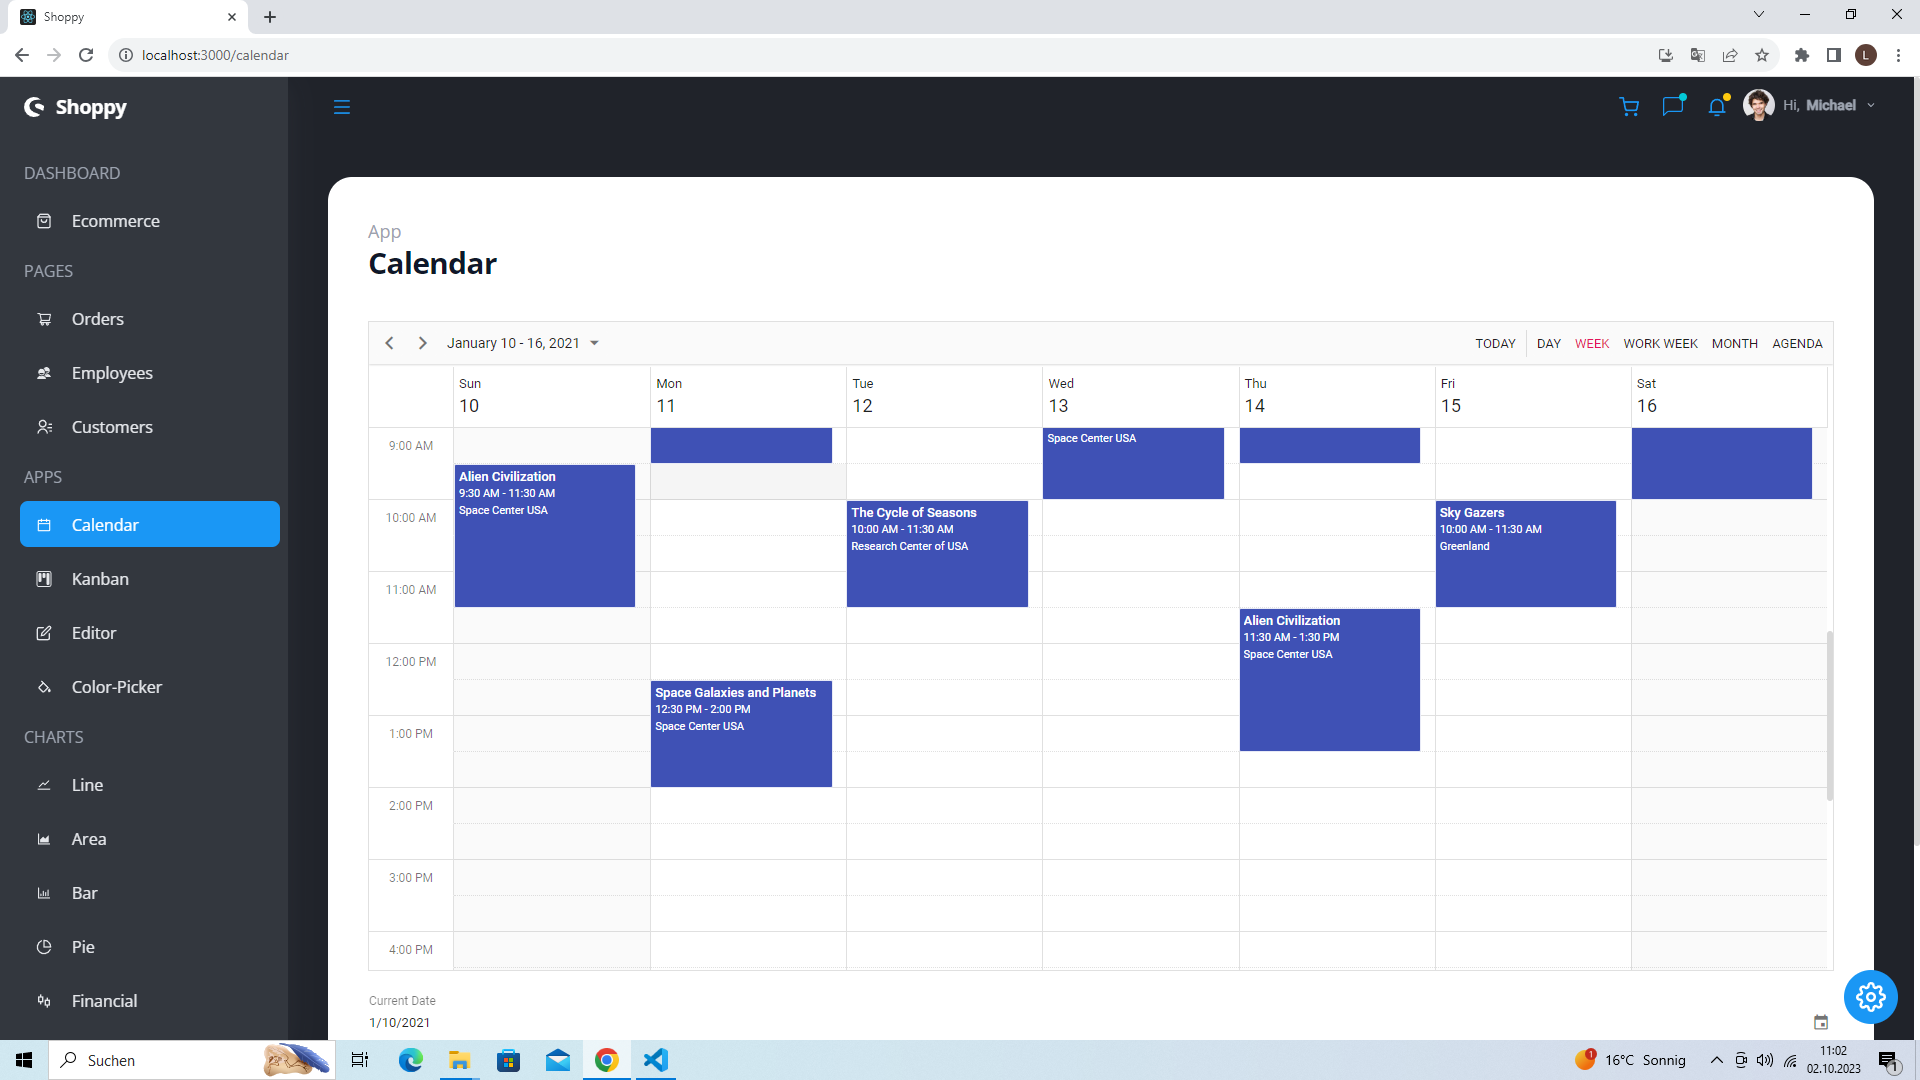 Shoppy
localhost:3000/calendar
L
Shoppy
Hi, Michael
DASHBOARD
Ecommerce
PAGES
Orders
Employees
Customers
APPS
Calendar
Kanban
Editor
Color-Picker
CHARTS
Line
Area
Bar
Pie
Financial
App
Calendar
January 10 - 16, 2021
TODAY DAY WEEK WORK WEEK MONTH AGENDA
Sun Mon Tue Wed Thu Fri Sat
10 11 12 13 14 15 16
9:00 AM
10:00 AM
11:00 AM
12:00 PM
1:00 PM
2:00 PM
3:00 PM
4:00 PM
Alien Civilization
9:30 AM - 11:30 AM
Space Center USA
Space Galaxies and Planets
12:30 PM - 2:00 PM
Space Center USA
The Cycle of Seasons
10:00 AM - 11:30 AM
Research Center of USA
Space Center USA
Alien Civilization
11:30 AM - 1:30 PM
Space Center USA
Sky Gazers
10:00 AM - 11:30 AM
Greenland
Current Date
1/10/2021
Suchen
1
16°C Sonnig
11:02
02.10.2023
1